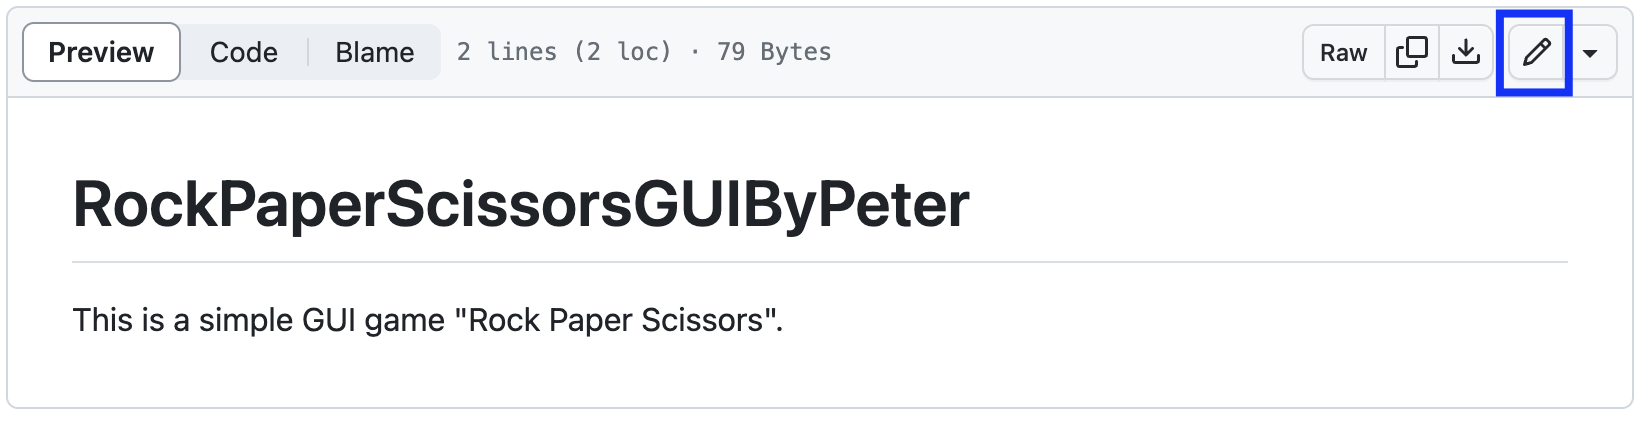 Preview Code Blame 2 lines (2 loc) · 79 Bytes Raw
RockPaperScissorsGUIByPeter
This is a simple GUI game "Rock Paper Scissors".